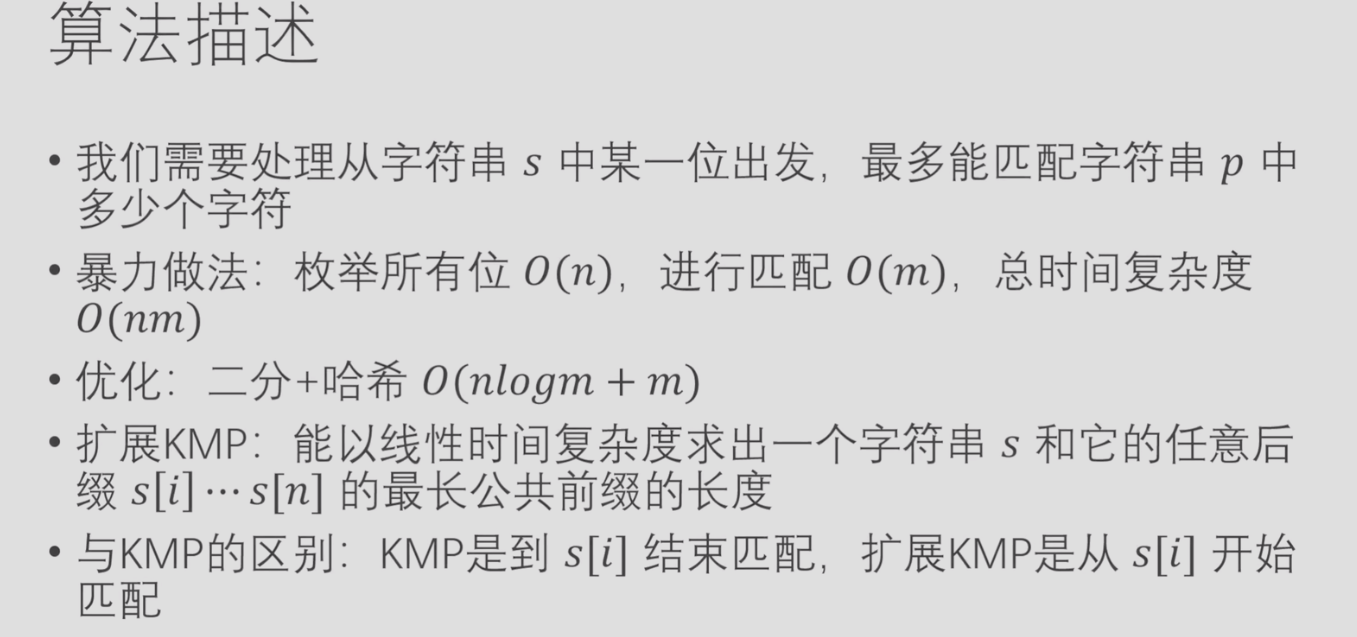 算法描述
• 我们需要处理从字符串 s 中某一位出发，最多能匹配字符串 p 中
多少个字符
• 暴力做法：枚举所有位 O(n)，进行匹配 O(m)，总时间复杂度
O(nm)
• 优化：二分+哈希 O(nlogm + m)
• 扩展KMP：能以线性时间复杂度求出一个字符串 s 和它的任意后
缀 s[i] ⋯ s[n] 的最长公共前缀的长度
• 与KMP的区别：KMP是到 s[i] 结束匹配，扩展KMP是从 s[i] 开始
匹配